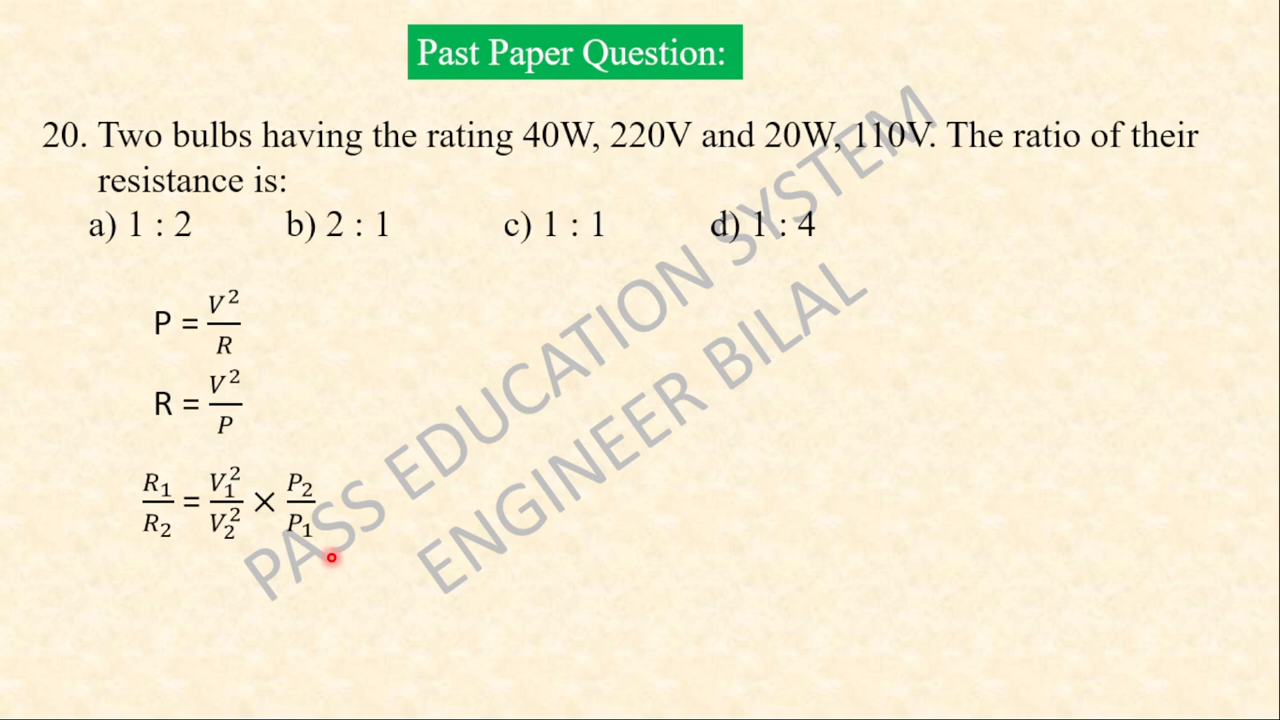 Past Paper Question:
20. Two bulbs having the rating 40W, 220V and 20W, 110V. The ratio of their
resistance is:
a) 1 : 2 b) 2 : 1 c) 1 : 1 d) 1 : 4
P = V²/R
R = V²/P
R₁/R₂ = V₁²/V₂² × P₂/P₁
PASS EDUCATION SYSTEM
ENGINEER BILAL